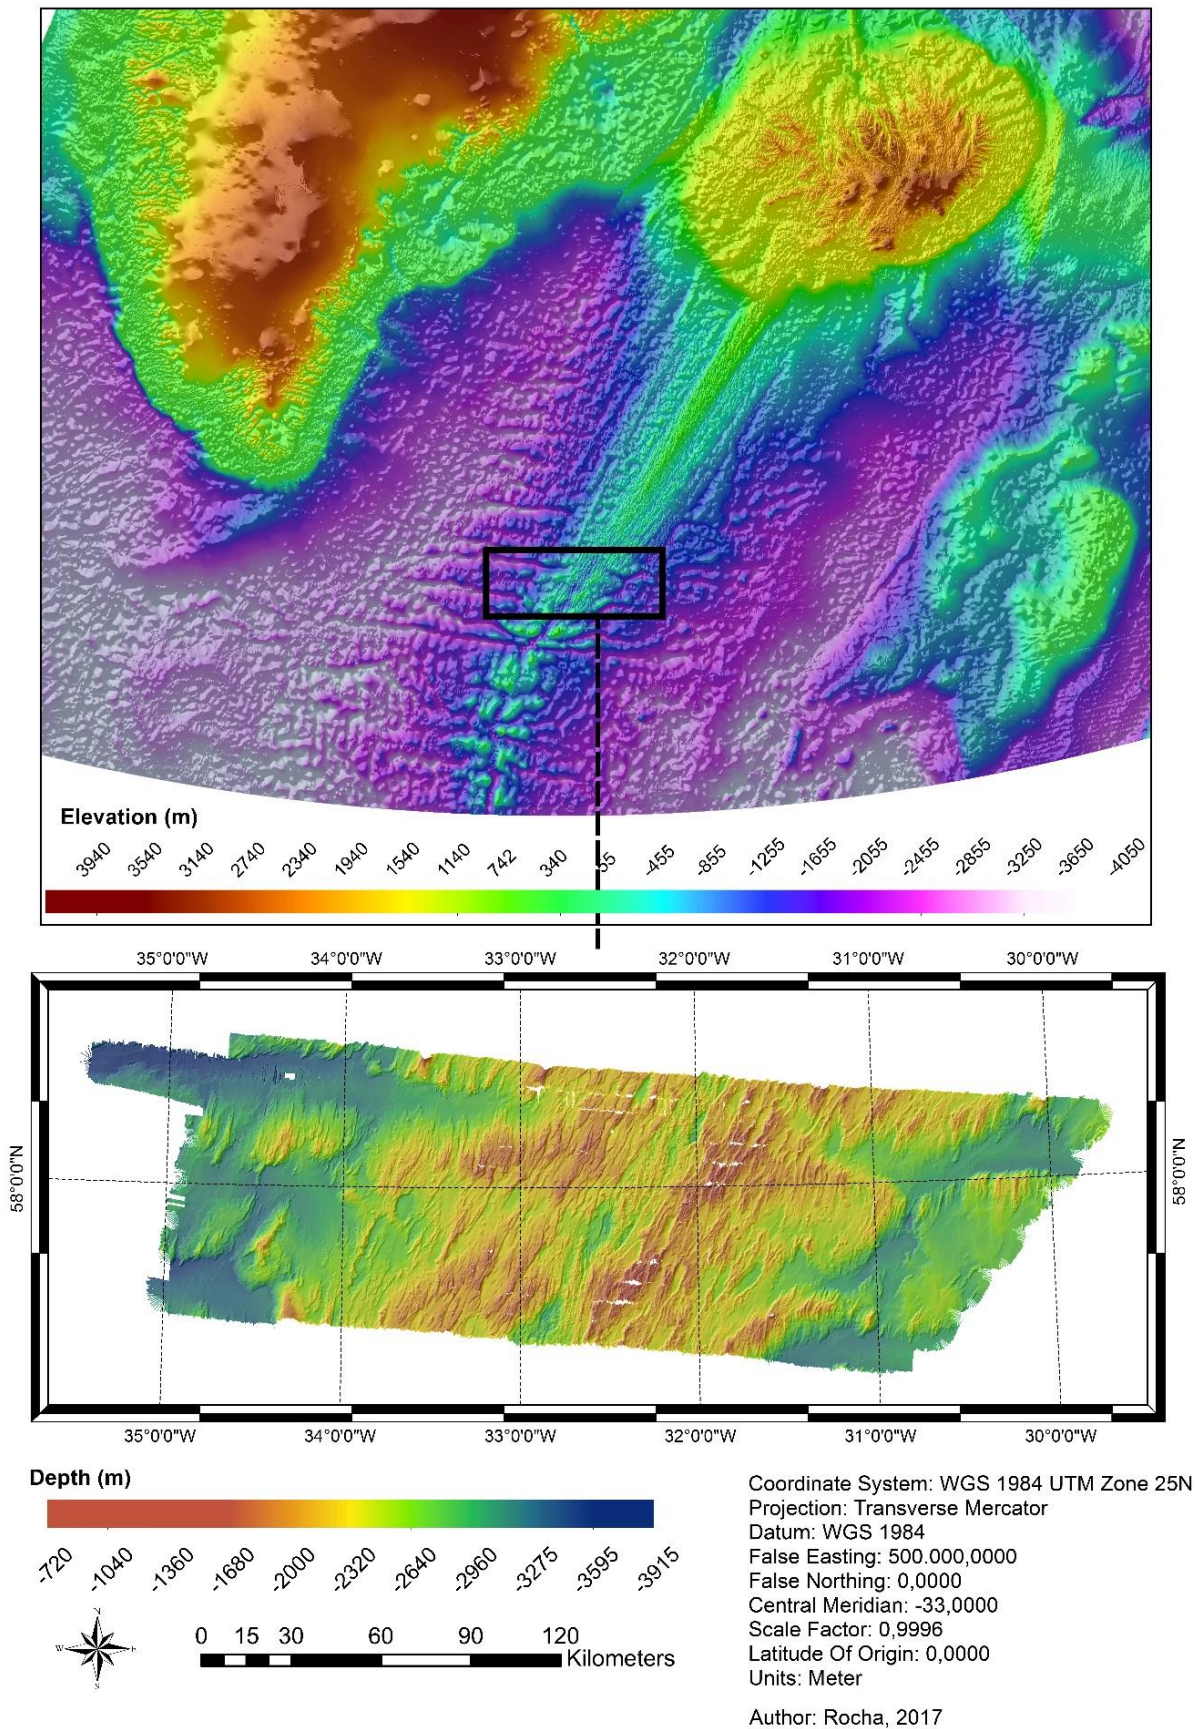 Elevation (m)
3940 3540 3140 2740 2340 1940 1540 1140 742 340 -55 -455 -855 -1255 -1655 -2055 -2455 -2855 -3250 -3650 -4050
35°0'0"W 34°0'0"W 33°0'0"W 32°0'0"W 31°0'0"W 30°0'0"W
58°0'0"N 58°0'0"N
35°0'0"W 34°0'0"W 33°0'0"W 32°0'0"W 31°0'0"W 30°0'0"W
Depth (m)
-720 -1040 -1360 -1680 -2000 -2320 -2640 -2960 -3275 -3595 -3915
N
W E
S
0 15 30 60 90 120
Kilometers
Coordinate System: WGS 1984 UTM Zone 25N
Projection: Transverse Mercator
Datum: WGS 1984
False Easting: 500.000,0000
False Northing: 0,0000
Central Meridian: -33,0000
Scale Factor: 0,9996
Latitude Of Origin: 0,0000
Units: Meter
Author: Rocha, 2017